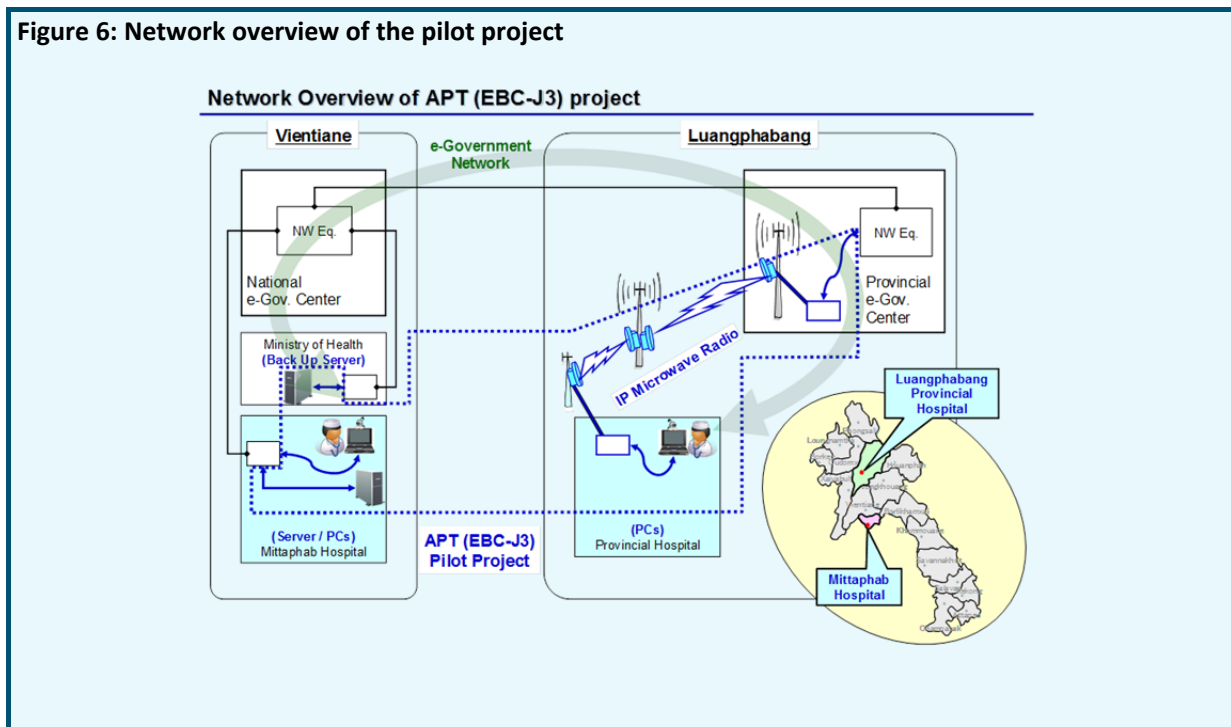 Figure 6: Network overview of the pilot project
Network Overview of APT (EBC-J3) project
Vientiane
e-Government
Network
Luangphabang
NW Eq.
National
e-Gov. Center
NW Eq.
Provincial
e-Gov.
Center
Ministry of Health
(Back Up Server)
IP Microwave Radio
Luangphabang
Provincial
Hospital
(Server / PCs)
Mittaphab Hospital
APT (EBC-J3)
Pilot Project
(PCs)
Provincial Hospital
Mittaphab
Hospital